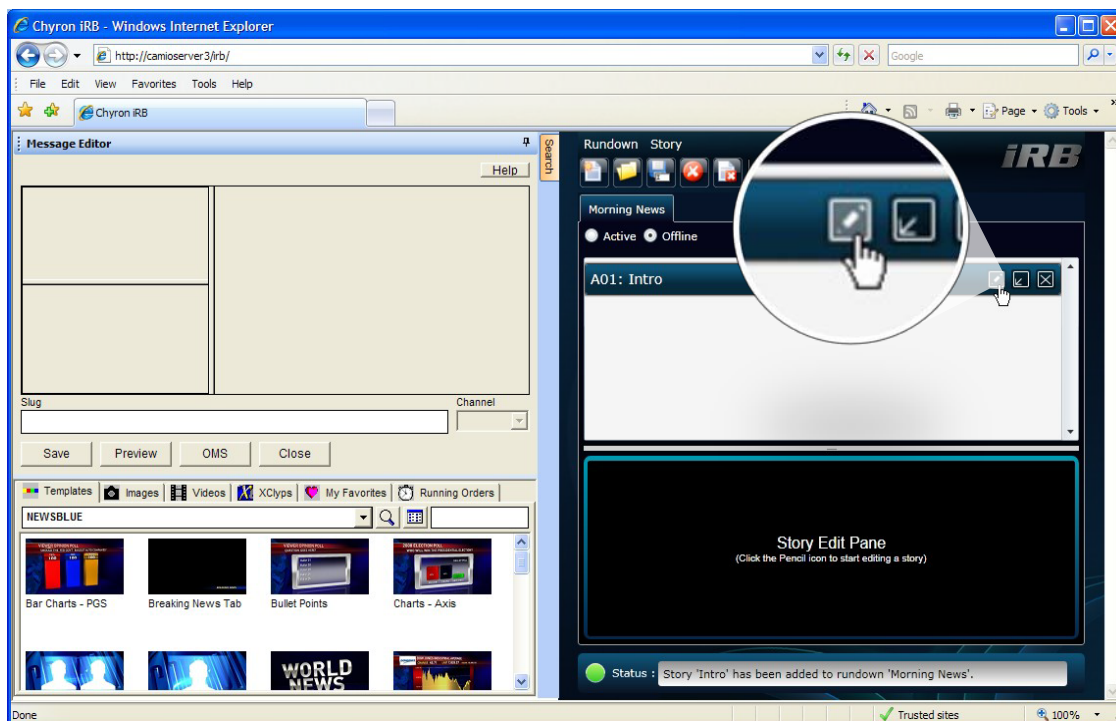 Chyron iRB - Windows Internet Explorer
http://camioserver3/irb/
Google
File Edit View Favorites Tools Help
Chyron iRB
Page Tools
Message Editor
Help
Search
Slug
Channel
Save Preview OMS Close
Templates Images Videos XClyps My Favorites Running Orders
NEWSBLUE
Bar Charts - PGS Breaking News Tab Bullet Points Charts - Axis
WORLD
NEWS
Rundown Story
iRB
Morning News
Active Offline
A01: Intro
Story Edit Pane
(Click the Pencil icon to start editing a story)
Status : Story 'Intro' has been added to rundown 'Morning News'.
Done
Trusted sites
100%